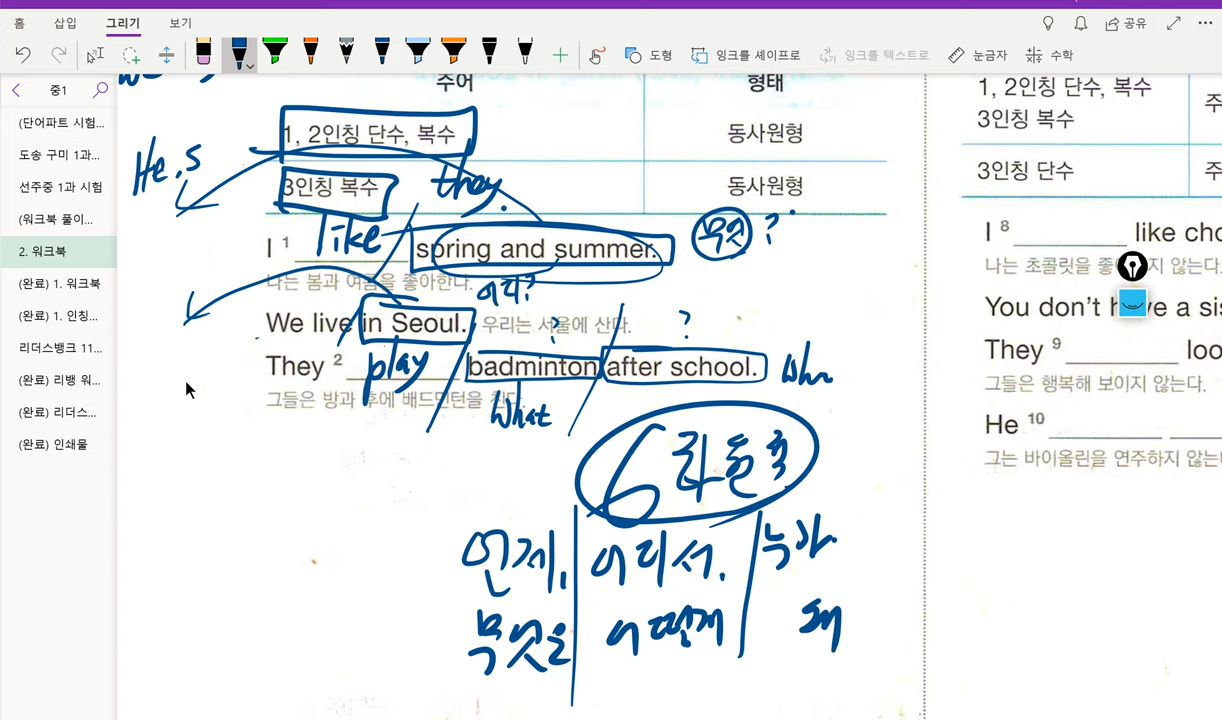 홈 삽입 그리기 보기
공유
도형 잉크를 셰이프로 잉크를 텍스트로 눈금자 수학
중1
(단어파트 시험...
도송 구미 1과...
선주중 1과 시험
(워크북 풀이...
2. 워크북
(완료) 1. 워크북
(완료) 1. 인칭...
리더스뱅크 11...
(완료) 리뱅 워...
(완료) 리더스...
(완료) 인쇄물
주어 형태
1, 2인칭 단수, 복수 동사원형
He, s
3인칭 복수 they. 동사원형
like
I 1 ________ spring and summer. 무엇?
나는 봄과 여름을 좋아한다. 어디?
We live in Seoul. 우리는 서울에 산다. ? ?
They 2 play badminton after school.
그들은 방과 후에 배드민턴을 친다. What
6
언제, 어디서, 누가
무엇을 어떻게 왜
1, 2인칭 단수, 복수
3인칭 복수
3인칭 단수
I 8 ________ like cho
나는 초콜릿을 좋 지 않는다.
You don't h ve a sis
They 9 ________ loo
그들은 행복해 보이지 않는다.
He 10 ________
그는 바이올린을 연주하지 않는